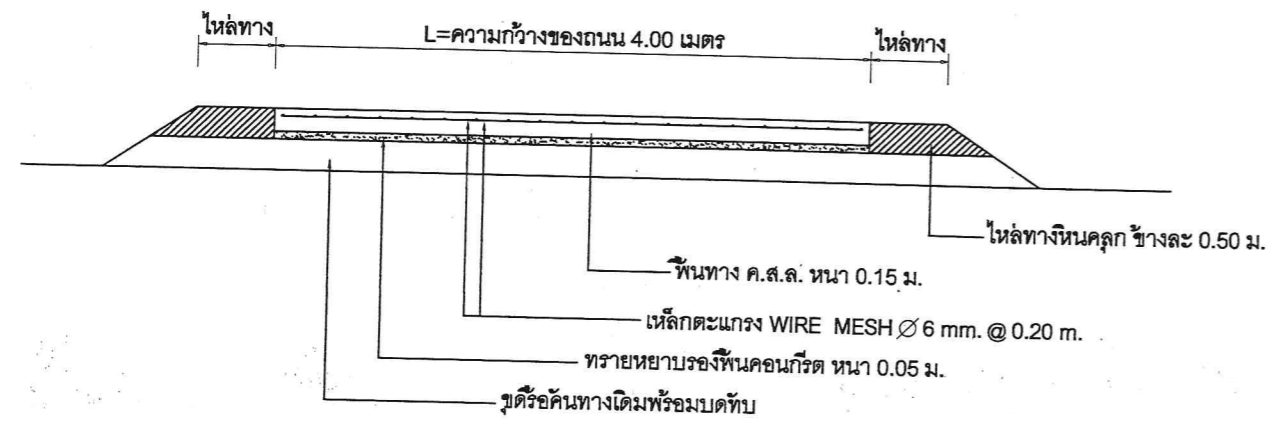 ไหล่ทาง
L=ความกว้างของถนน 4.00 เมตร
ไหล่ทาง
ไหล่ทางหินคลุก ข้างละ 0.50 ม.
พื้นทาง ค.ส.ล. หนา 0.15 ม.
เหล็กตะแกรง WIRE MESH ∅ 6 mm. @ 0.20 m.
ทรายหยาบรองพื้นคอนกรีต หนา 0.05 ม.
ขุดรื้อคันทางเดิมพร้อมบดทับ